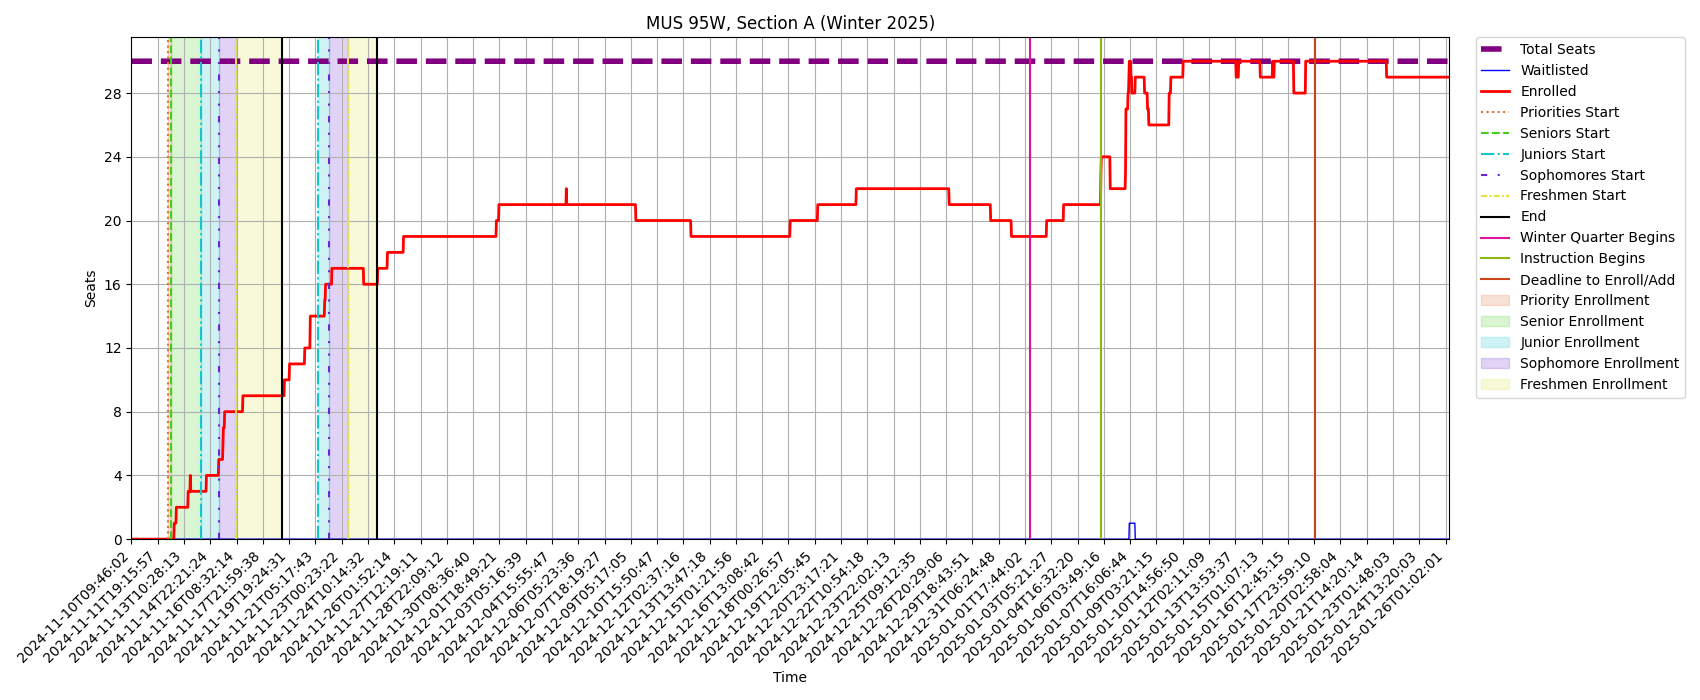 MUS 95W, Section A (Winter 2025)
Seats
28
24
20
16
12
8
4
0
2024-11-10T09:46:02
2024-11-11T19:15:57
2024-11-13T10:28:13
2024-11-14T22:21:24
2024-11-16T08:32:14
2024-11-17T21:59:38
2024-11-19T19:24:31
2024-11-21T05:17:43
2024-11-23T00:23:22
2024-11-24T10:14:32
2024-11-26T01:52:14
2024-11-27T12:19:11
2024-11-28T22:09:12
2024-11-30T08:36:40
2024-12-01T18:49:21
2024-12-03T05:16:39
2024-12-04T15:55:47
2024-12-06T05:23:36
2024-12-07T18:19:27
2024-12-09T05:17:05
2024-12-10T15:50:47
2024-12-12T02:37:16
2024-12-13T13:47:18
2024-12-15T01:21:56
2024-12-16T13:08:42
2024-12-18T00:26:57
2024-12-19T12:05:45
2024-12-20T23:17:21
2024-12-22T10:54:18
2024-12-23T22:02:13
2024-12-25T09:12:35
2024-12-26T20:29:06
2024-12-29T18:43:51
2024-12-31T06:24:48
2025-01-01T17:44:02
2025-01-03T05:21:27
2025-01-04T16:32:20
2025-01-06T03:49:16
2025-01-07T16:06:44
2025-01-09T03:21:15
2025-01-10T14:56:50
2025-01-12T02:11:09
2025-01-13T13:53:37
2025-01-15T01:07:13
2025-01-16T12:45:15
2025-01-17T23:59:10
2025-01-20T02:58:04
2025-01-21T14:20:14
2025-01-23T01:48:03
2025-01-24T13:20:03
2025-01-26T01:02:01
Time
Total Seats
Waitlisted
Enrolled
Priorities Start
Seniors Start
Juniors Start
Sophomores Start
Freshmen Start
End
Winter Quarter Begins
Instruction Begins
Deadline to Enroll/Add
Priority Enrollment
Senior Enrollment
Junior Enrollment
Sophomore Enrollment
Freshmen Enrollment